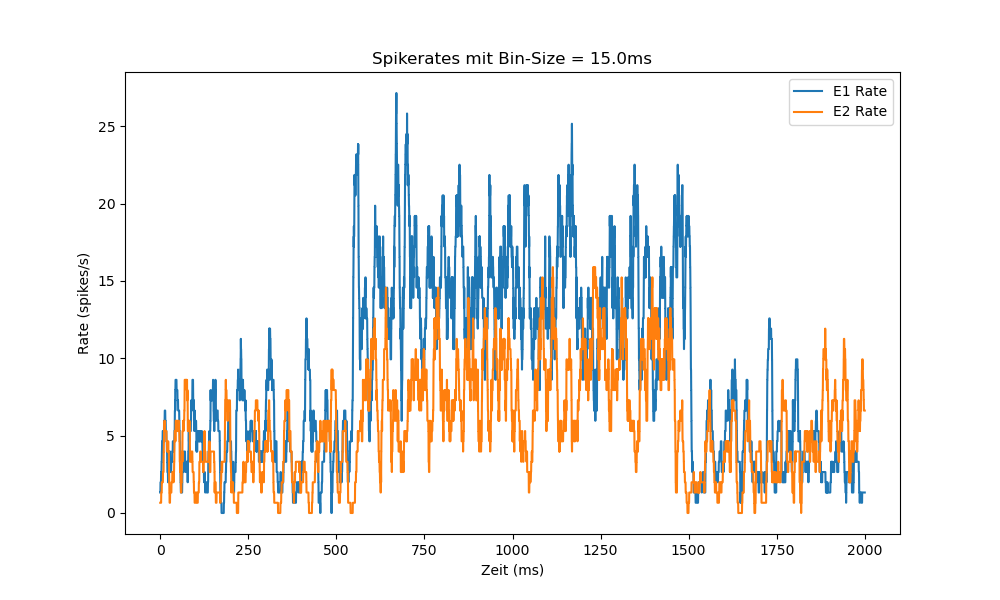 Spikerates mit Bin-Size = 15.0ms
E1 Rate
E2 Rate
25
20
15
10
5
0
Rate (spikes/s)
0 250 500 750 1000 1250 1500 1750 2000
Zeit (ms)